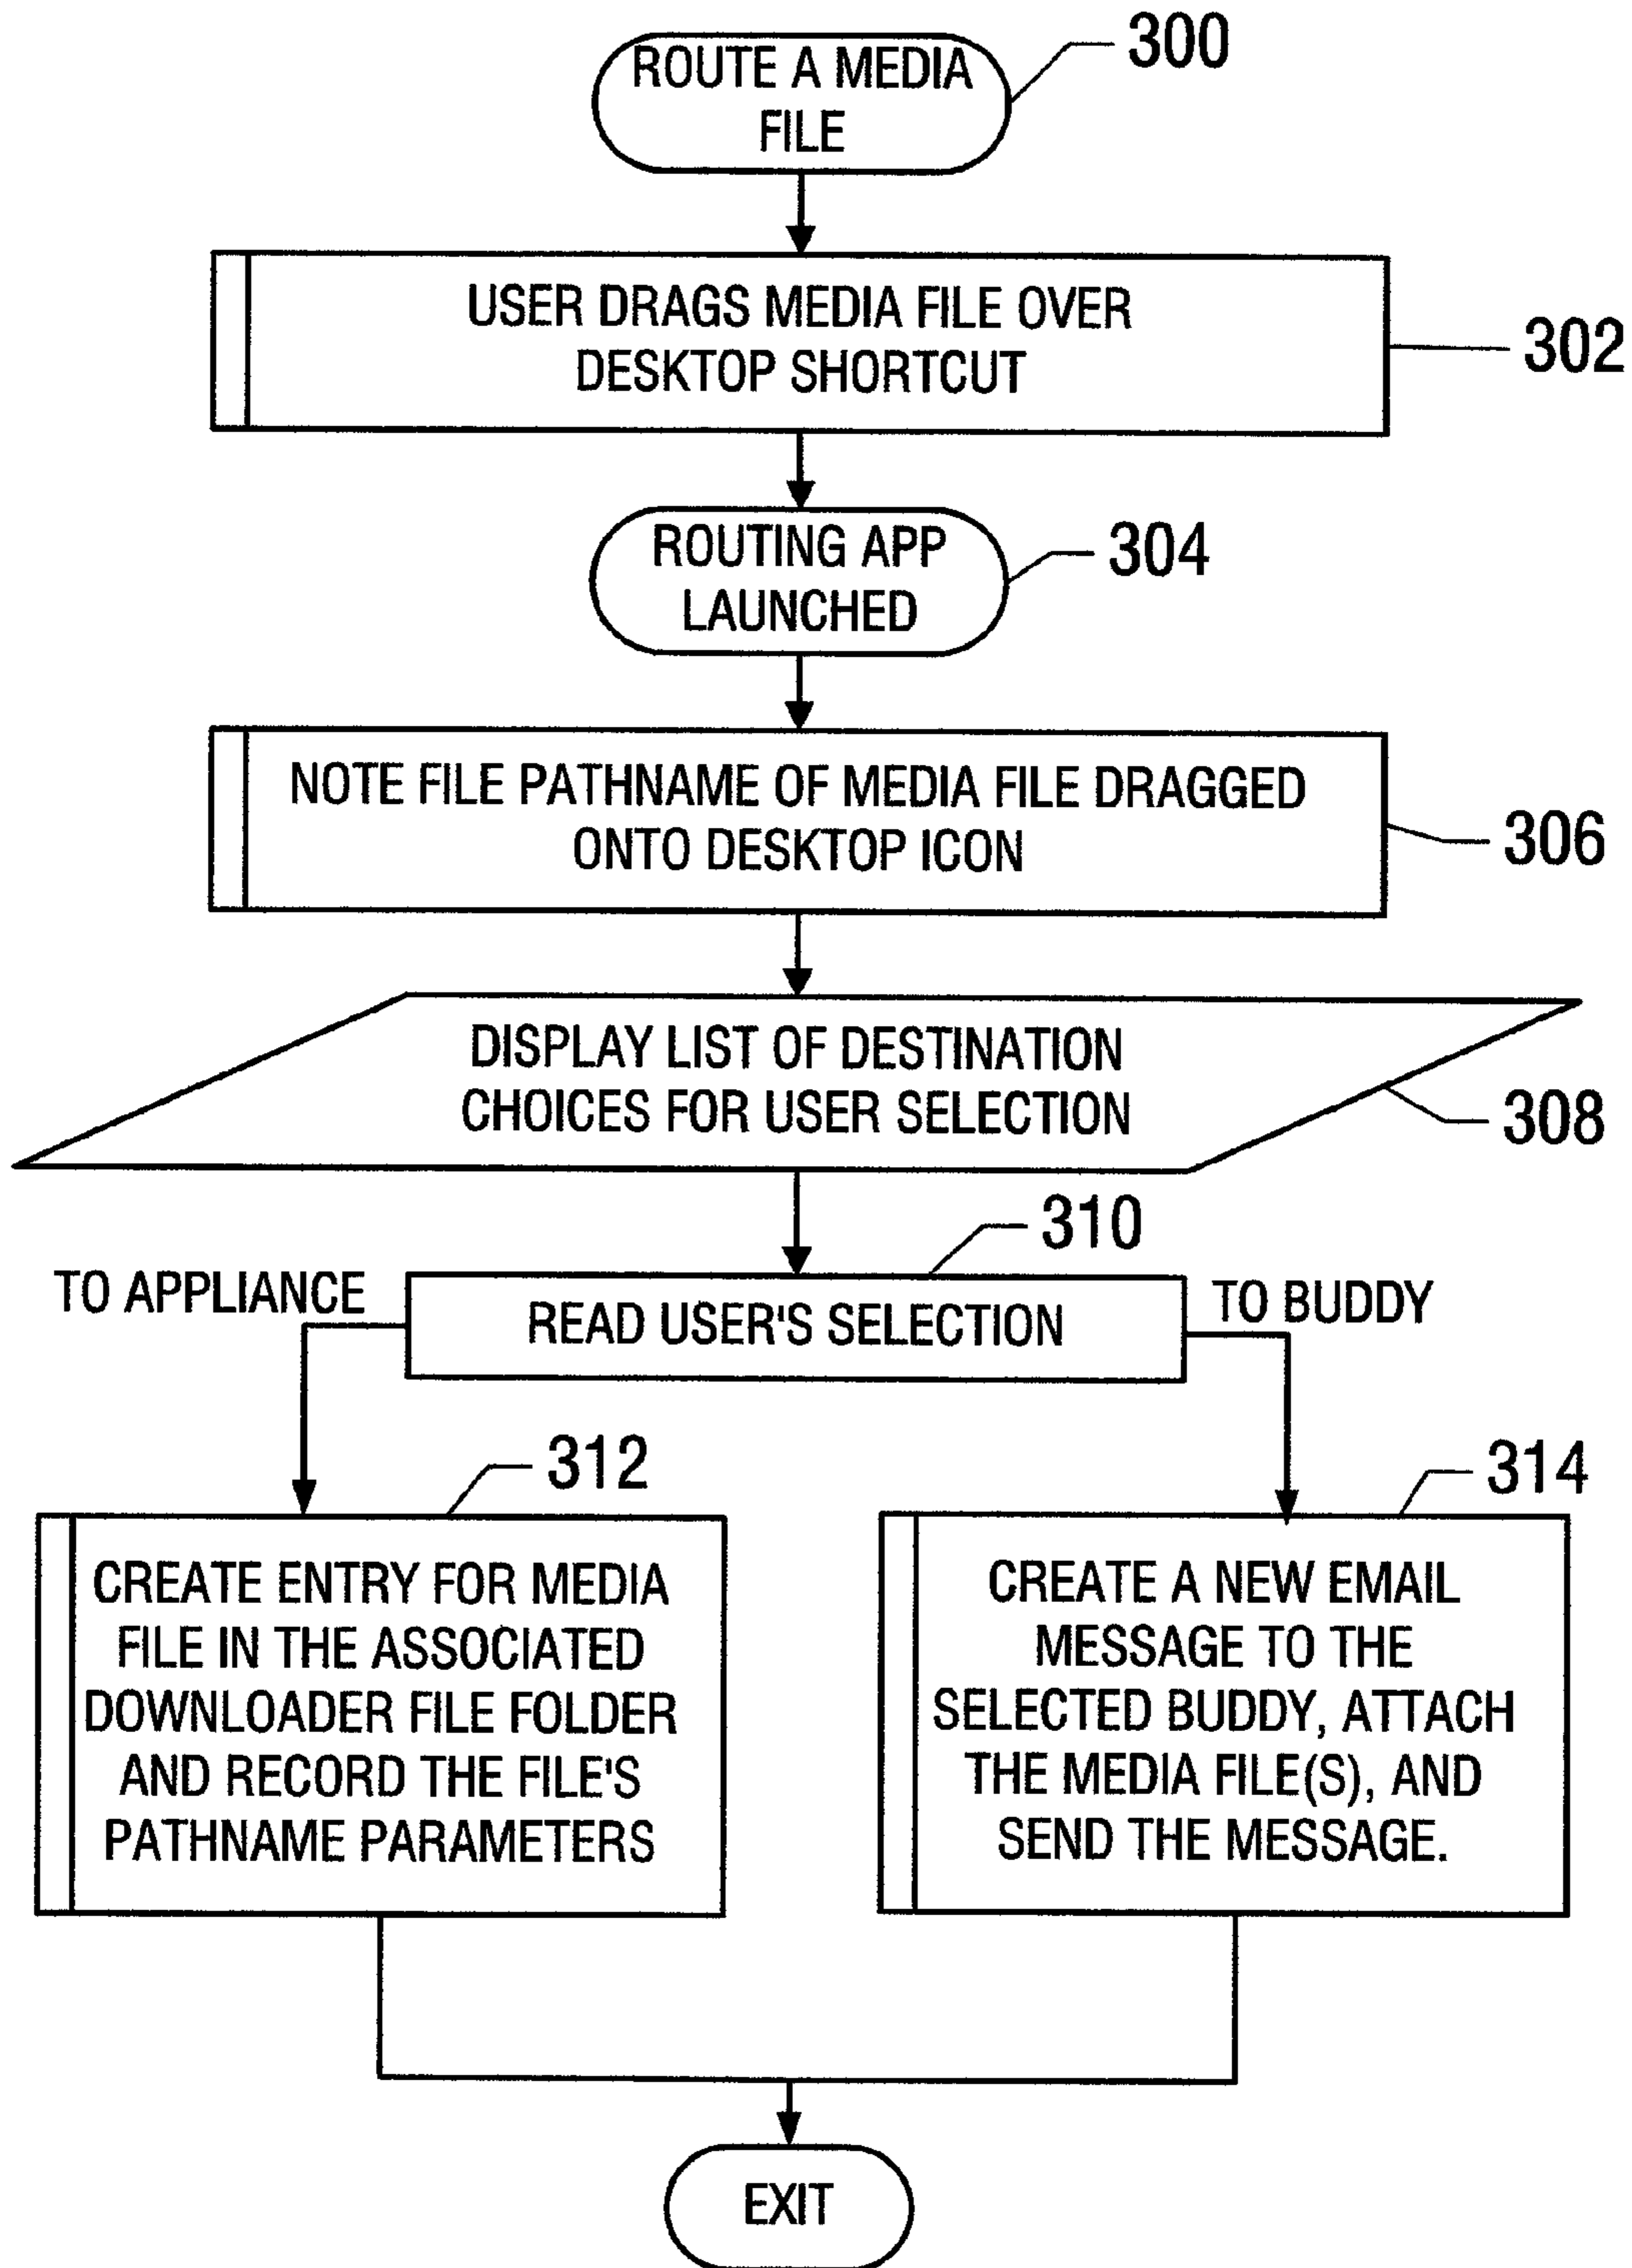 ROUTE A MEDIA
FILE
300
USER DRAGS MEDIA FILE OVER
DESKTOP SHORTCUT
302
ROUTING APP
LAUNCHED
304
NOTE FILE PATHNAME OF MEDIA FILE DRAGGED
ONTO DESKTOP ICON
306
DISPLAY LIST OF DESTINATION
CHOICES FOR USER SELECTION
308
310
TO APPLIANCE
READ USER'S SELECTION
TO BUDDY
312
CREATE ENTRY FOR MEDIA
FILE IN THE ASSOCIATED
DOWNLOADER FILE FOLDER
AND RECORD THE FILE'S
PATHNAME PARAMETERS
314
CREATE A NEW EMAIL
MESSAGE TO THE
SELECTED BUDDY, ATTACH
THE MEDIA FILE(S), AND
SEND THE MESSAGE.
EXIT